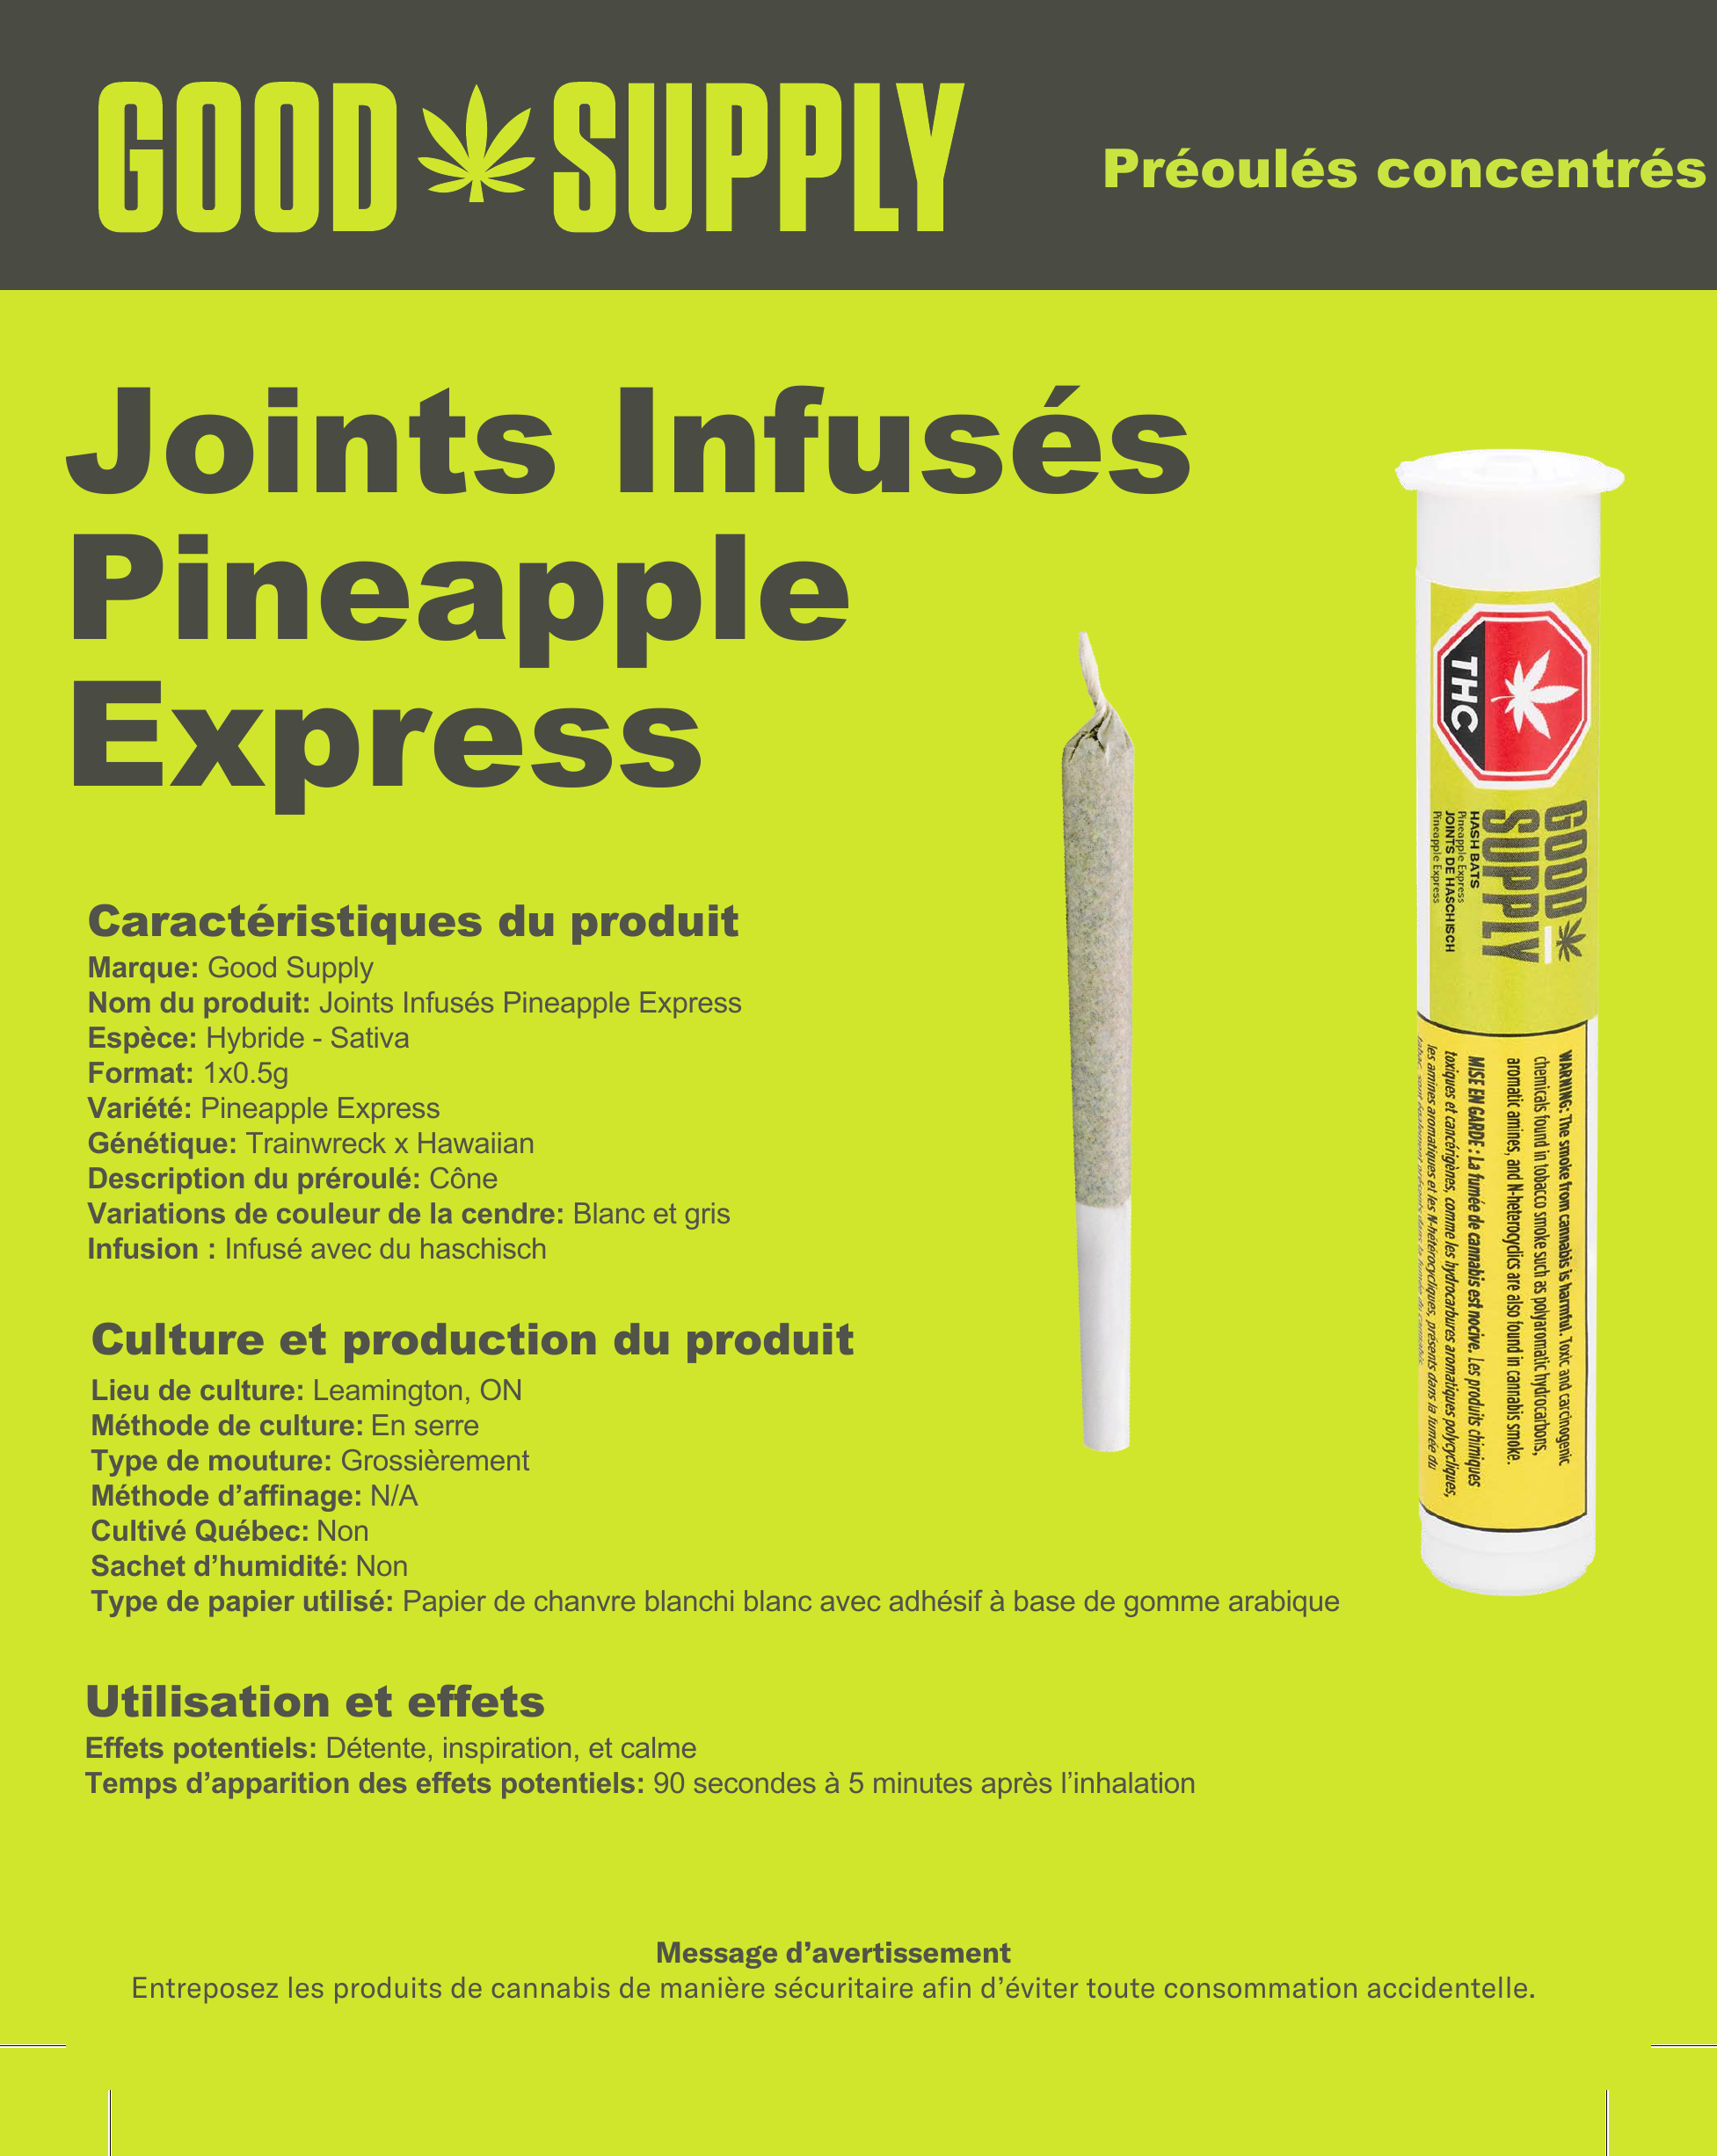 GOOD SUPPLY
Préoulés concentrés
Joints Infusés
Pineapple
Express
Caractéristiques du produit
Marque: Good Supply
Nom du produit: Joints Infusés Pineapple Express
Espèce: Hybride - Sativa
Format: 1x0.5g
Variété: Pineapple Express
Génétique: Trainwreck x Hawaiian
Description du préroulé: Cône
Variations de couleur de la cendre: Blanc et gris
Infusion : Infusé avec du haschisch
Culture et production du produit
Lieu de culture: Leamington, ON
Méthode de culture: En serre
Type de mouture: Grossièrement
Méthode d’affinage: N/A
Cultivé Québec: Non
Sachet d’humidité: Non
Type de papier utilisé: Papier de chanvre blanchi blanc avec adhésif à base de gomme arabique
Utilisation et effets
Effets potentiels: Détente, inspiration, et calme
Temps d’apparition des effets potentiels: 90 secondes à 5 minutes après l’inhalation
THC
GOOD
SUPPLY
HASH BATS
Pineapple Express
JOINTS DE HASCHISCH
Pineapple Express
WARNING: The smoke from cannabis is harmful. Toxic and carcinogenic
chemicals found in tobacco smoke such as polyaromatic hydrocarbons,
aromatic amines, and N-heterocyclics are also found in cannabis smoke.
MISE EN GARDE : La fumée de cannabis est nocive. Les produits chimiques
toxiques et cancérigènes, comme les hydrocarbures aromatiques polycycliques,
les amines aromatiques et les N-hétérocycliques, présents dans la fumée du
Message d’avertissement
Entreposez les produits de cannabis de manière sécuritaire afin d’éviter toute consommation accidentelle.